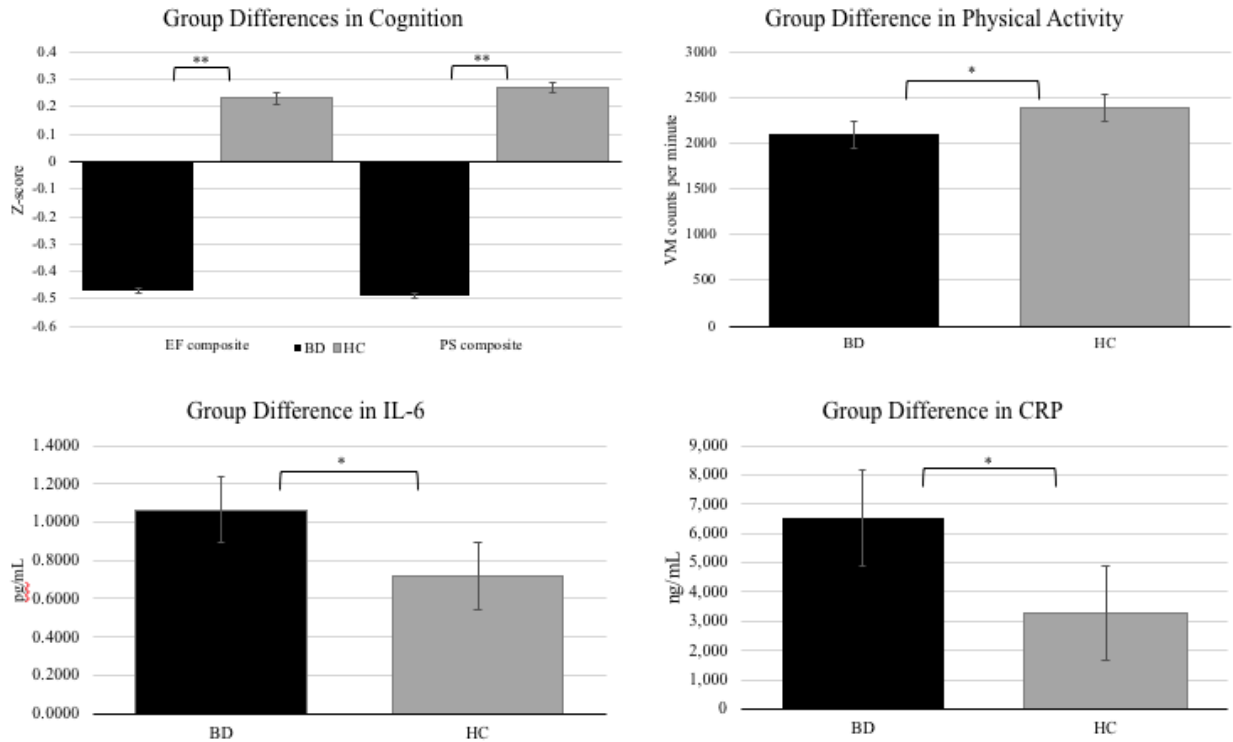 Group Differences in Cognition
0.4
0.3
0.2
0.1
0
-0.1
-0.2
-0.3
-0.4
-0.5
-0.6
Z-score
**
**
EF composite
BD
HC
PS composite
Group Difference in Physical Activity
3000
2500
2000
1500
1000
500
0
VM counts per minute
*
BD
HC
Group Difference in IL-6
1.4000
1.2000
1.0000
0.8000
0.6000
0.4000
0.2000
0.0000
pg/mL
*
BD
HC
Group Difference in CRP
9,000
8,000
7,000
6,000
5,000
4,000
3,000
2,000
1,000
0
ng/mL
*
BD
HC